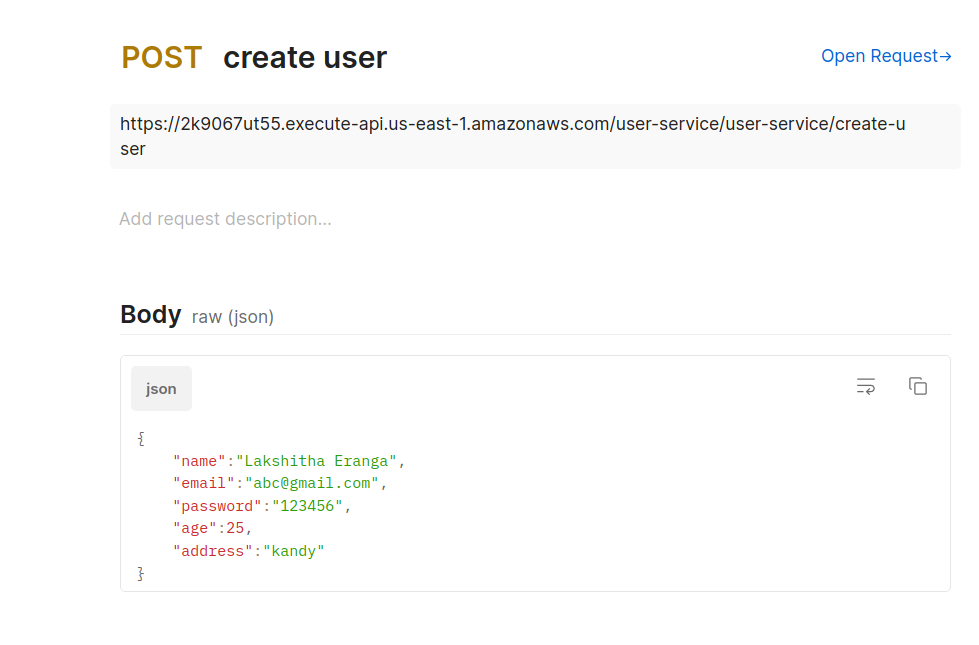 POST create user
Open Request→
https://2k9067ut55.execute-api.us-east-1.amazonaws.com/user-service/user-service/create-u
ser
Add request description...
Body raw (json)
json
{
    "name":"Lakshitha Eranga",
    "email":"abc@gmail.com",
    "password":"123456",
    "age":25,
    "address":"kandy"
}